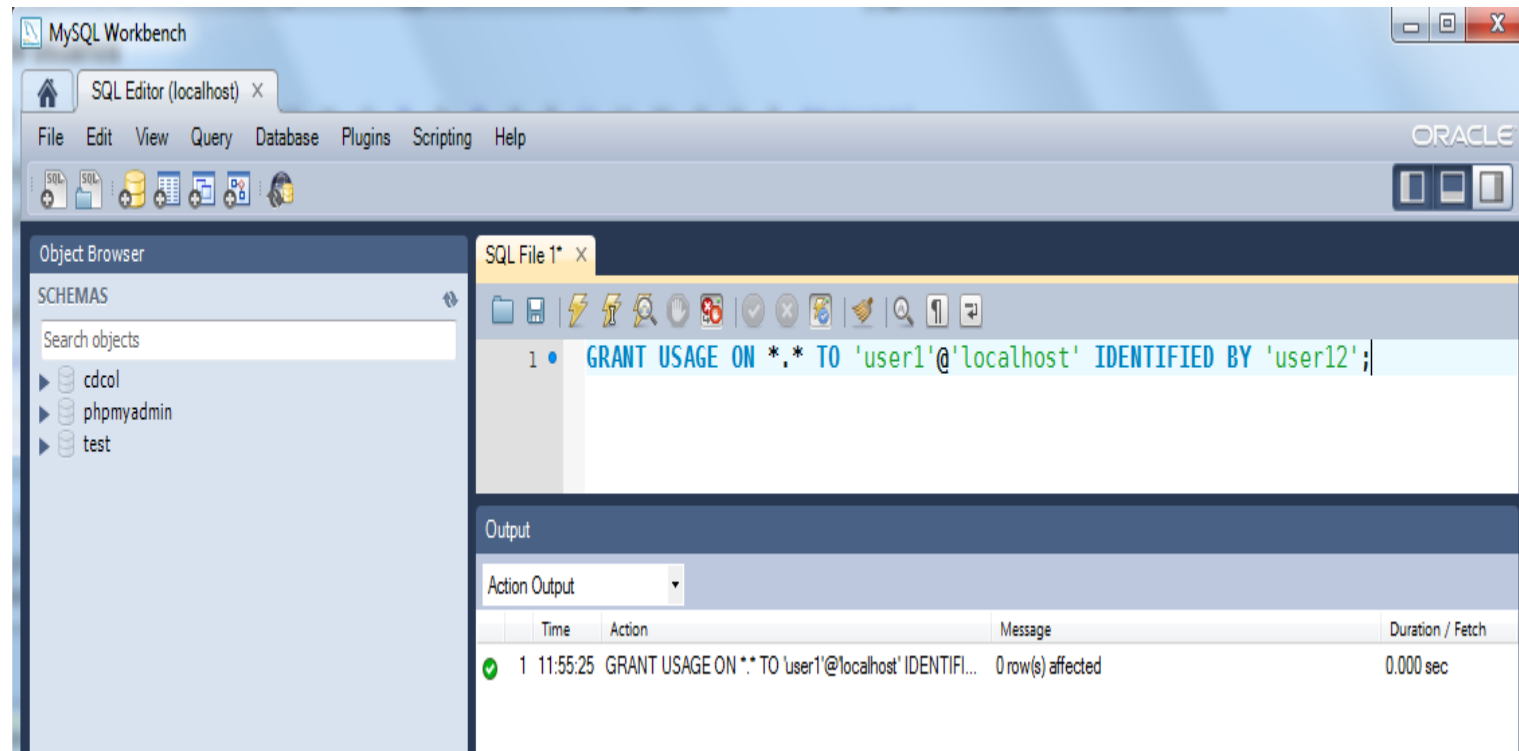 MySQL Workbench
SQL Editor (localhost)
File Edit View Query Database Plugins Scripting Help
ORACLE
SQL SQL
Object Browser
SCHEMAS
Search objects
cdcol
phpmyadmin
test
SQL File 1*
1 GRANT USAGE ON *.* TO 'user1'@'localhost' IDENTIFIED BY 'user12';
Output
Action Output
Time Action Message Duration / Fetch
1 11:55:25 GRANT USAGE ON *.* TO 'user1'@'localhost' IDENTIFI... 0 row(s) affected 0.000 sec